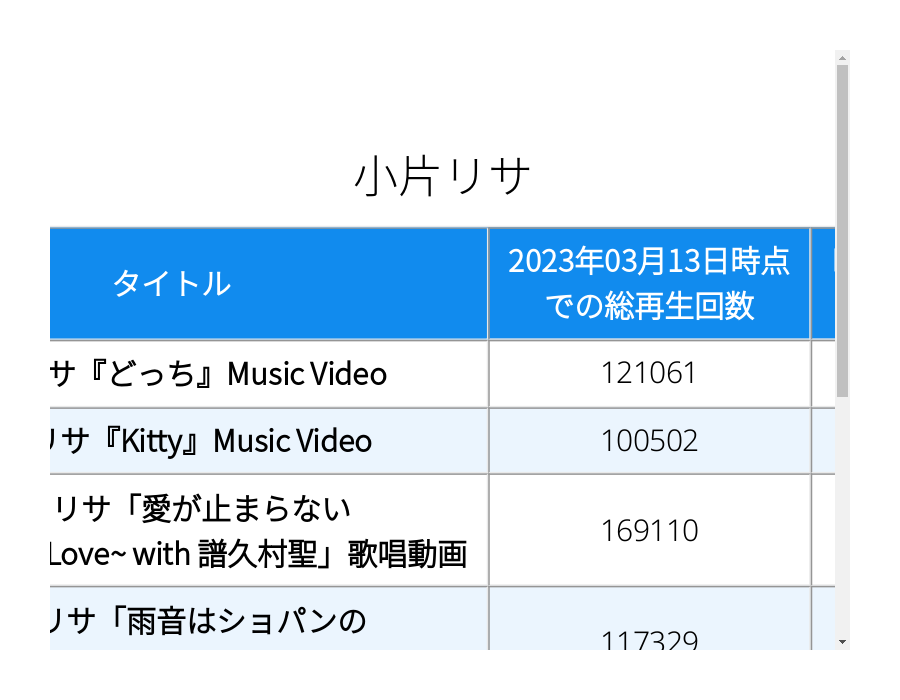 小片リサ
タイトル
2023年03月13日時点
での総再生回数
サ『どっち』Music Video
121061
リサ『Kitty』Music Video
100502
リサ「愛が止まらない
Love~ with 譜久村聖」歌唱動画
169110
リサ「雨音はショパンの
117329